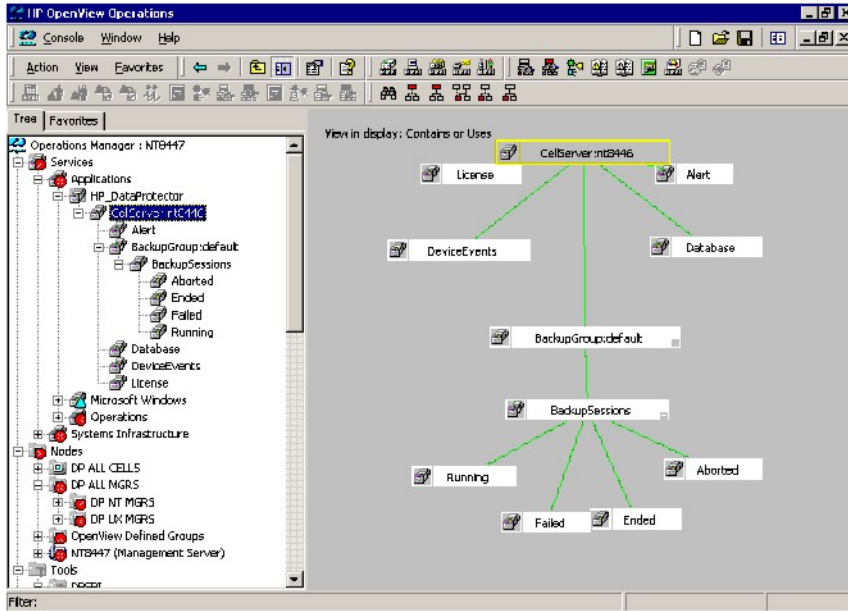 HP OpenView Operations
Console Window Help
Action View Favorites
Tree Favorites
Operations Manager : NT8447
Services
Applications
HP_DataProtector
CellServer:nt8446
Alert
BackupGroup:default
BackupSessions
Aborted
Ended
Failed
Running
Database
DeviceEvents
License
Microsoft Windows
Operations
Systems Infrastructure
Nodes
DP ALL CELLS
DP ALL MGRS
DP NT MGRS
DP UX MGRS
OpenView Defined Groups
NT8447 (Management Server)
Tools
View in display: Contains or Uses
CellServer:nt8446
License
Alert
DeviceEvents
Database
BackupGroup:default
BackupSessions
Running
Aborted
Failed
Ended
Filter: